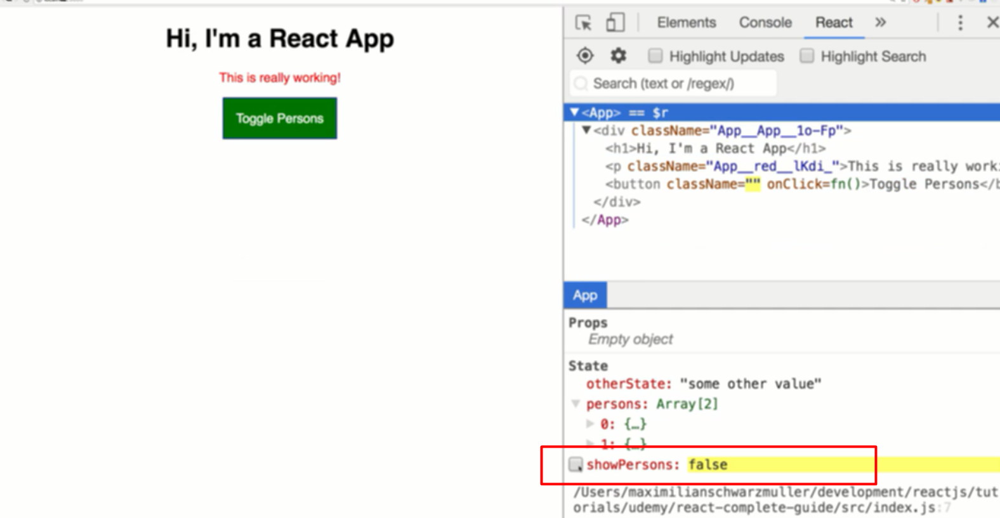 Hi, I'm a React App
This is really working!
Toggle Persons
Elements Console React »
Highlight Updates Highlight Search
Search (text or /regex/)
▼<App> == $r
▼<div className="App__App__1o-Fp">
<h1>Hi, I'm a React App</h1>
<p className="App__red__lKdi_">This is really worki
<button className="" onClick=fn()>Toggle Persons</b
</div>
</App>
App
Props
Empty object
State
otherState: "some other value"
▼ persons: Array[2]
▶ 0: {…}
▶ 1: {…}
showPersons: false
/Users/maximilianschwarzmuller/development/reactjs/tut
orials/udemy/react-complete-guide/src/index.js:7